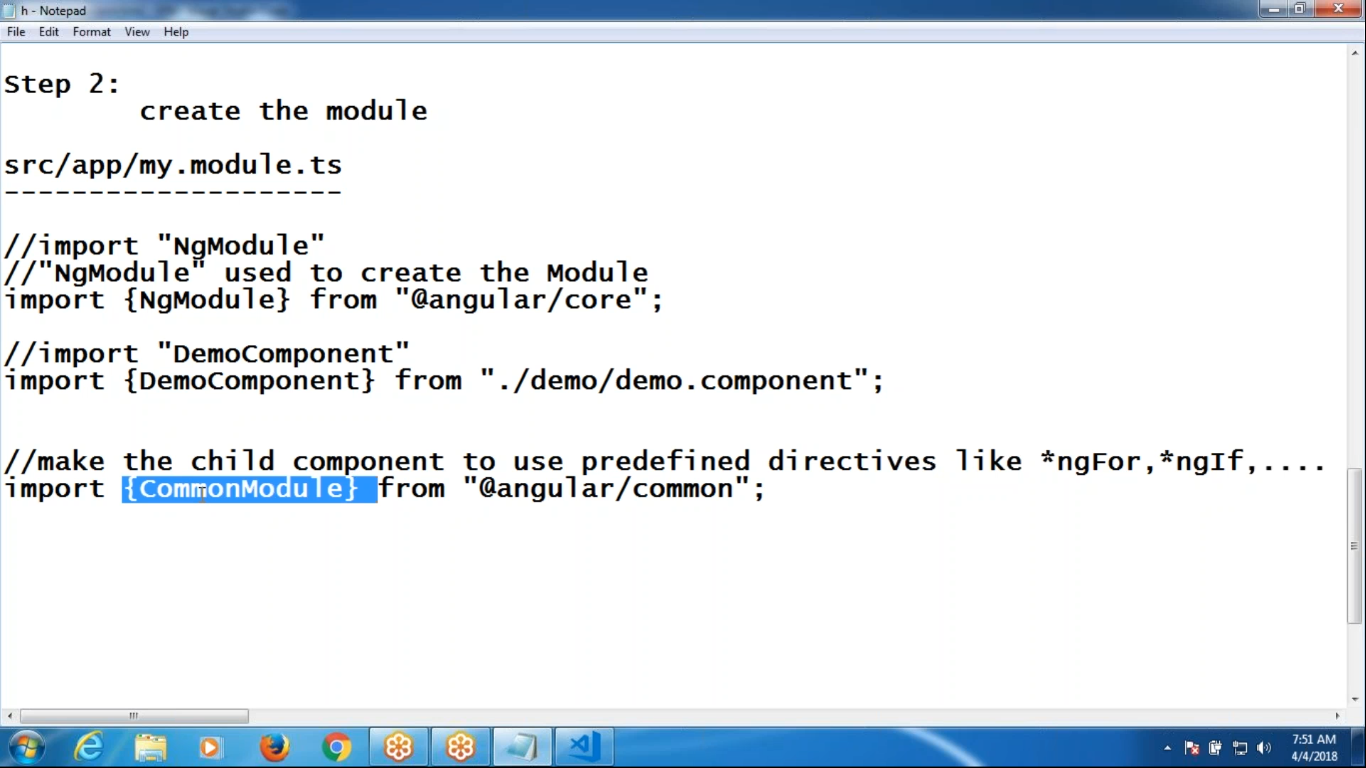 h - Notepad
File Edit Format View Help
Step 2:
create the module
src/app/my.module.ts
--------------------
//import "NgModule"
//"NgModule" used to create the Module
import {NgModule} from "@angular/core";
//import "DemoComponent"
import {DemoComponent} from "./demo/demo.component";
//make the child component to use predefined directives like *ngFor,*ngIf,....
import {CommonModule} from "@angular/common";
7:51 AM
4/4/2018